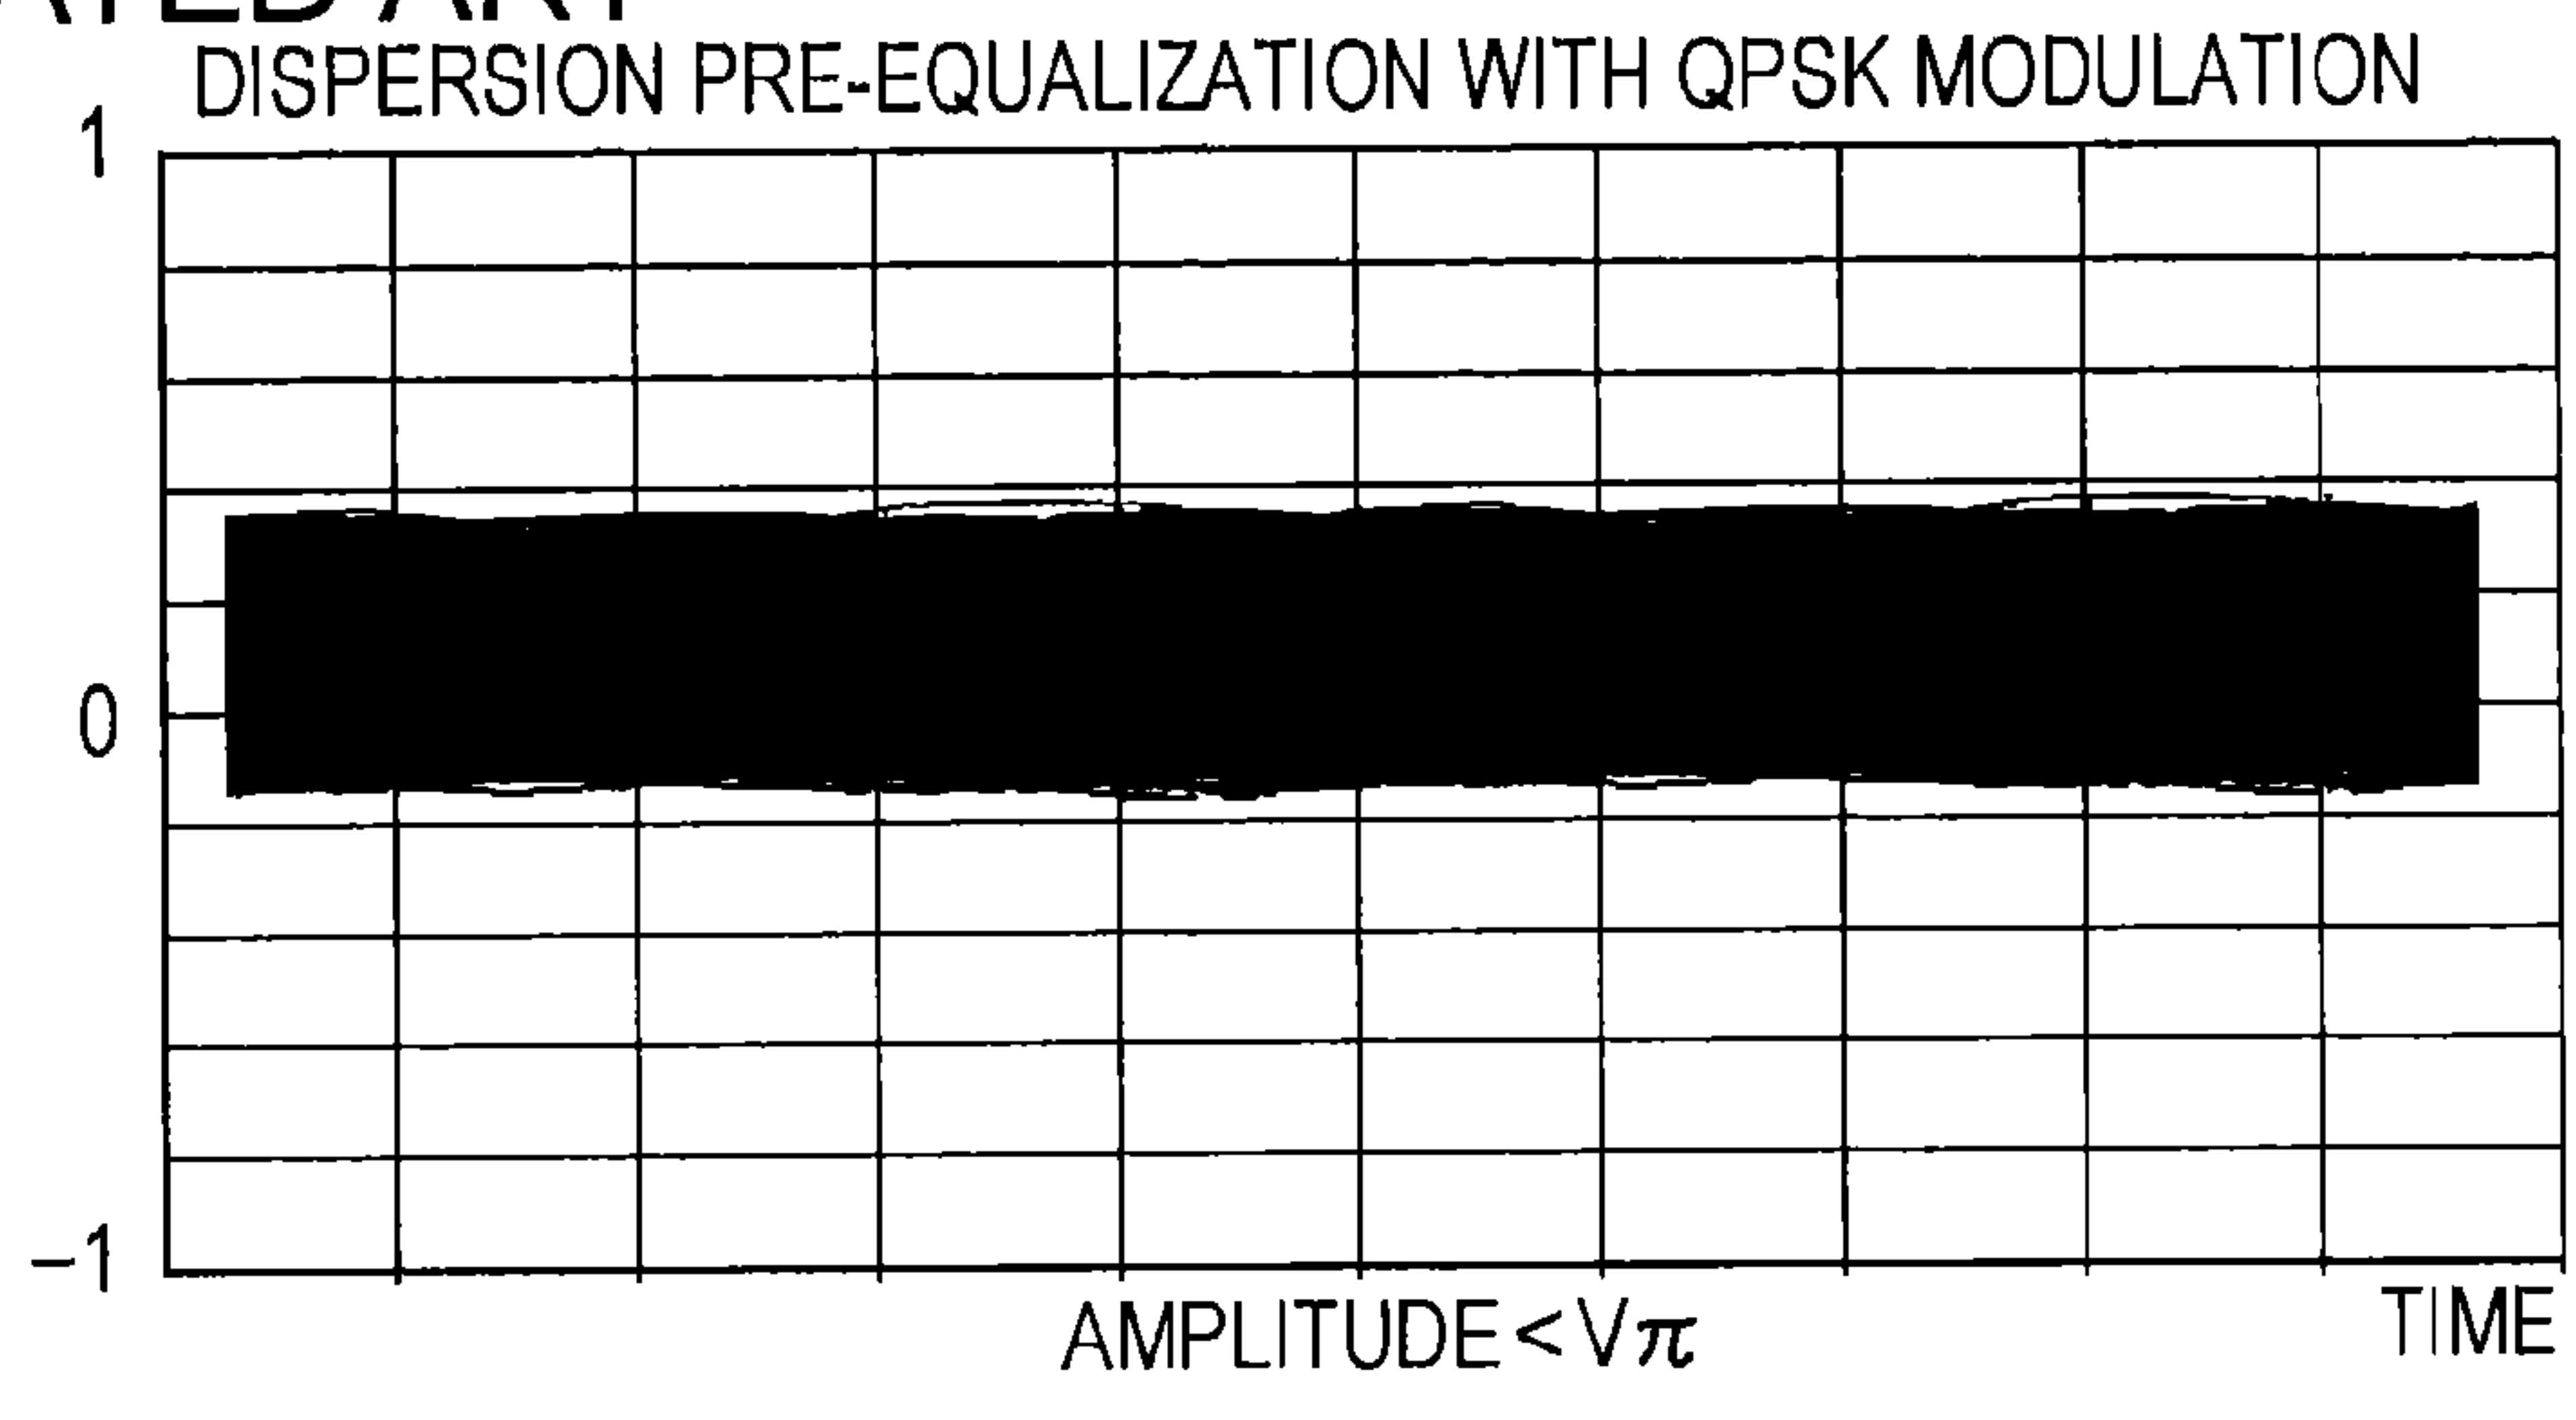 DISPERSION PRE-EQUALIZATION WITH QPSK MODULATION
1
0
−1
AMPLITUDE < Vπ
TIME